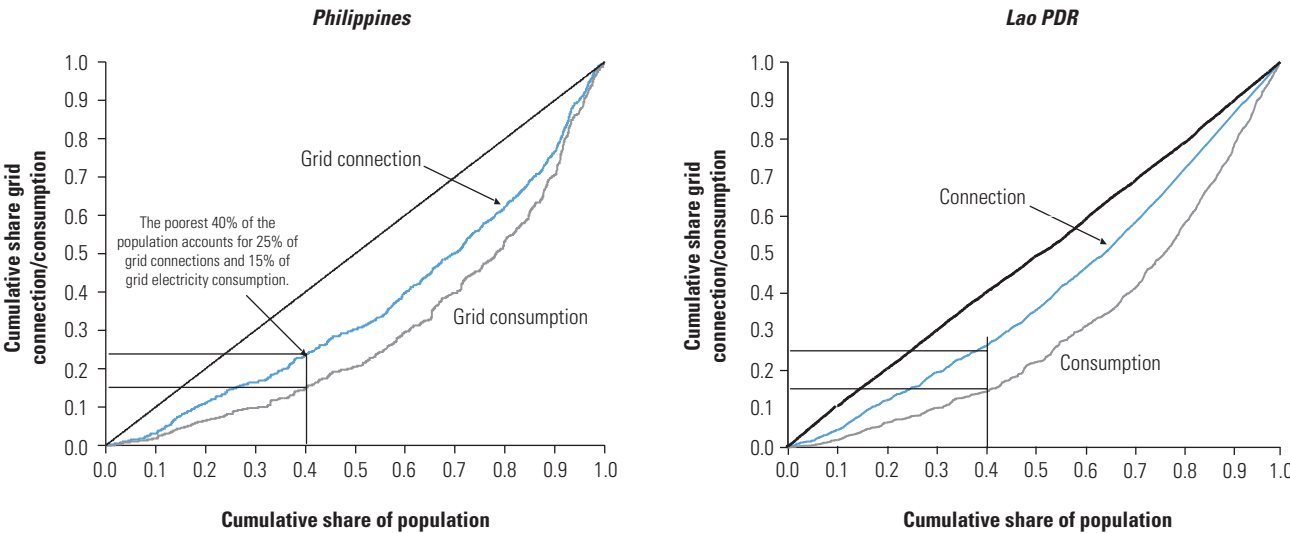 Philippines
Cumulative share grid
connection/consumption
1.0
0.9
0.8
0.7
0.6
0.5
0.4
0.3
0.2
0.1
0.0
Grid connection
The poorest 40% of the
population accounts for 25% of
grid connections and 15% of
grid electricity consumption.
Grid consumption
0.0 0.1 0.2 0.3 0.4 0.5 0.6 0.7 0.8 0.9 1.0
Cumulative share of population
Lao PDR
Cumulative share grid
connection/consumption
1.0
0.9
0.8
0.7
0.6
0.5
0.4
0.3
0.2
0.1
0.0
Connection
Consumption
0.0 0.1 0.2 0.3 0.4 0.5 0.6 0.7 0.8 0.9 1.0
Cumulative share of population